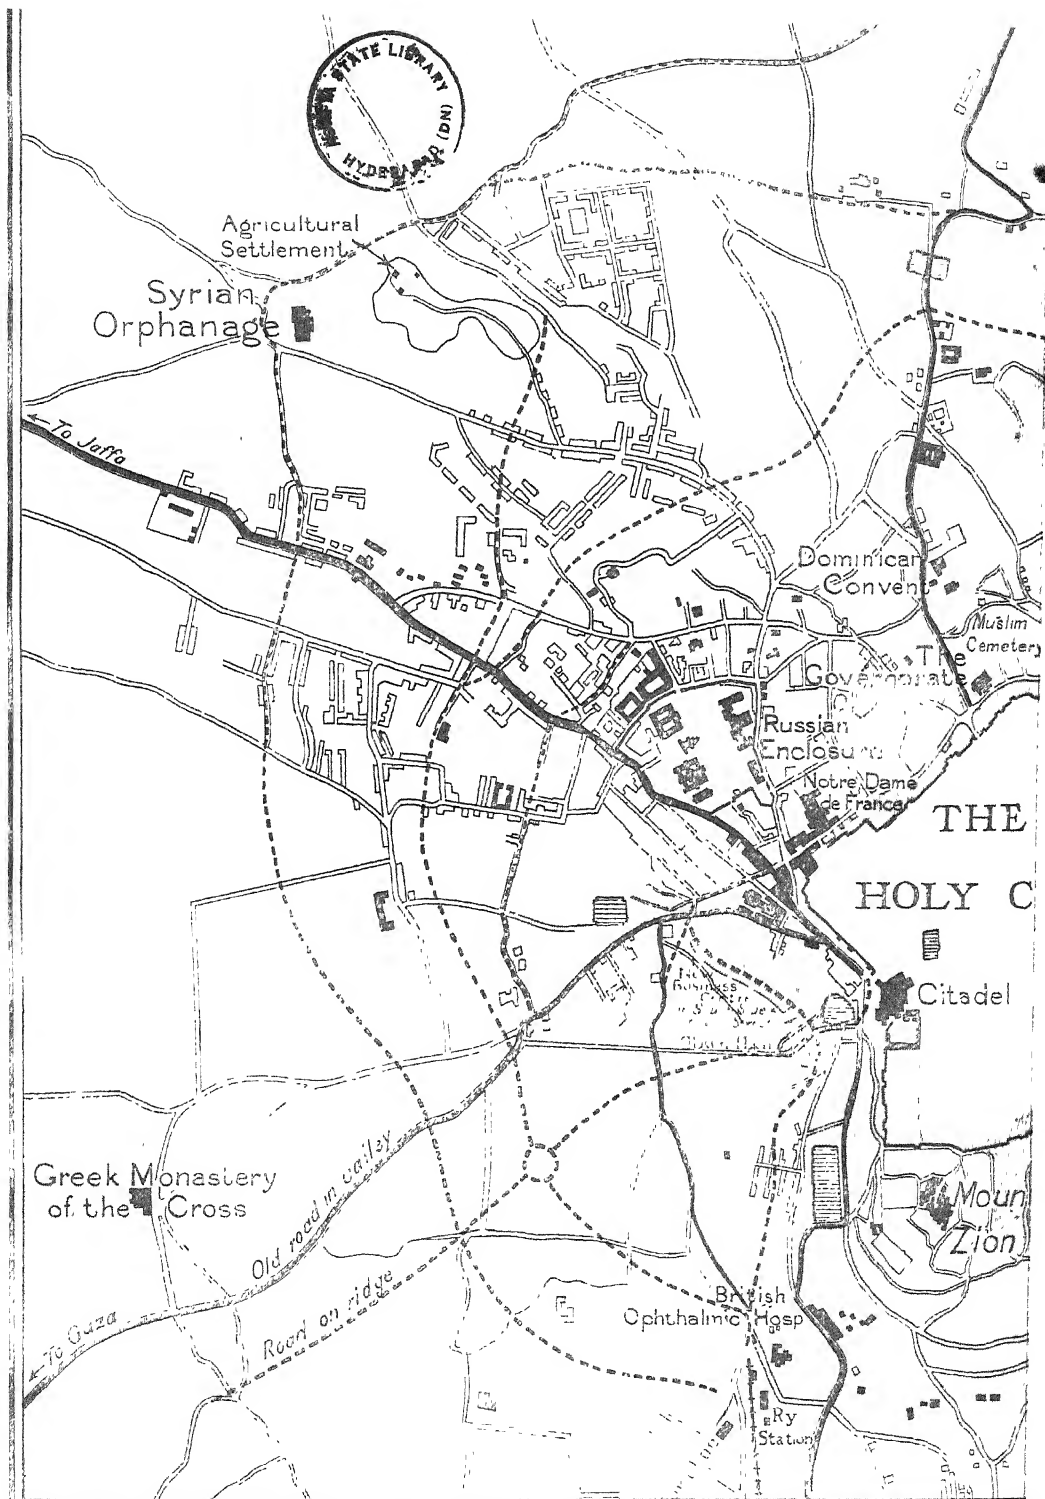 STATE LIBRARY
HYDERABAD (DN)
Agricultural
Settlement
Syrian
Orphanage
To Jaffa
Dominican
Convent
Muslim
Cemetery
The
Governorate
Russian
Enclosure
Notre Dame
de France
THE
HOLY C
Citadel
Business
Greek Monastery
of the Cross
Old road in valley
Moun
Zion
Road on ridge
To Gaza
British
Ophthalmic Hosp
Ry
Station